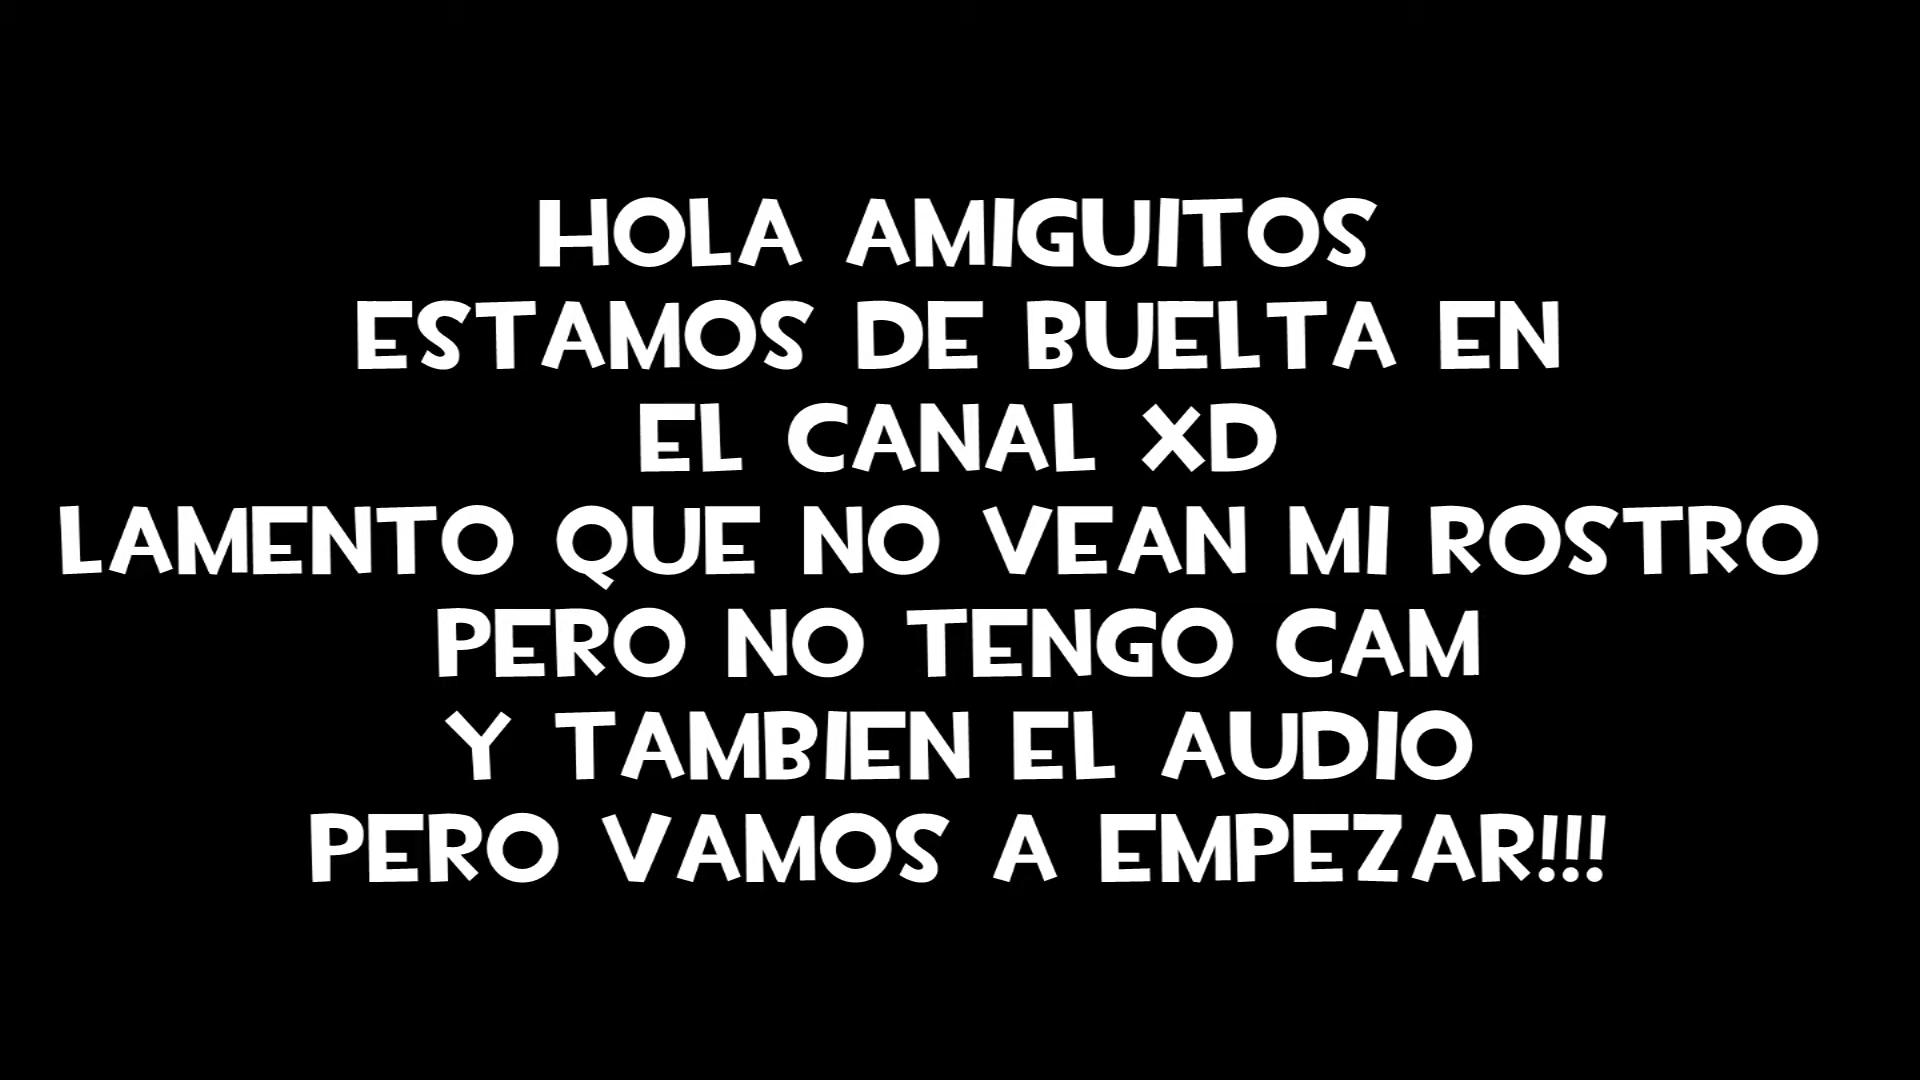 HOLA AMIGUITOS
ESTAMOS DE BUELTA EN
EL CANAL XD
LAMENTO QUE NO VEAN MI ROSTRO
PERO NO TENGO CAM
Y TAMBIEN EL AUDIO
PERO VAMOS A EMPEZAR!!!